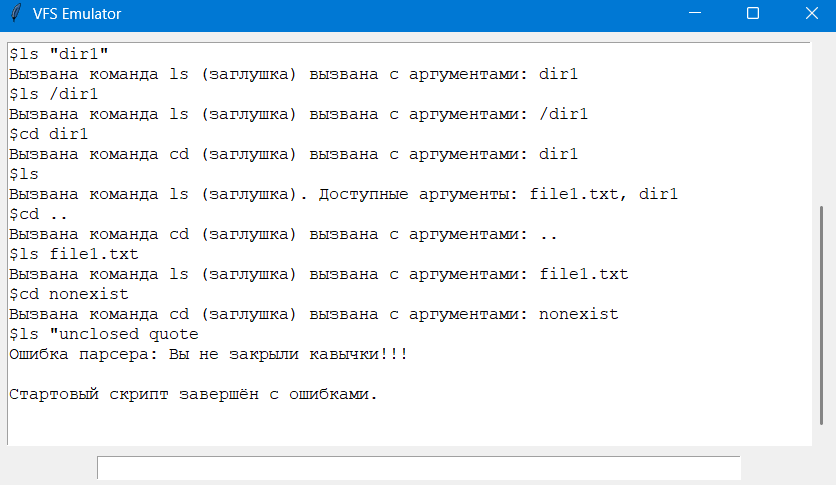 VFS Emulator
$ls "dir1"
Вызвана команда ls (заглушка) вызвана с аргументами: dir1
$ls /dir1
Вызвана команда ls (заглушка) вызвана с аргументами: /dir1
$cd dir1
Вызвана команда cd (заглушка) вызвана с аргументами: dir1
$ls
Вызвана команда ls (заглушка). Доступные аргументы: file1.txt, dir1
$cd ..
Вызвана команда cd (заглушка) вызвана с аргументами: ..
$ls file1.txt
Вызвана команда ls (заглушка) вызвана с аргументами: file1.txt
$cd nonexist
Вызвана команда cd (заглушка) вызвана с аргументами: nonexist
$ls "unclosed quote
Ошибка парсера: Вы не закрыли кавычки!!!
Стартовый скрипт завершён с ошибками.